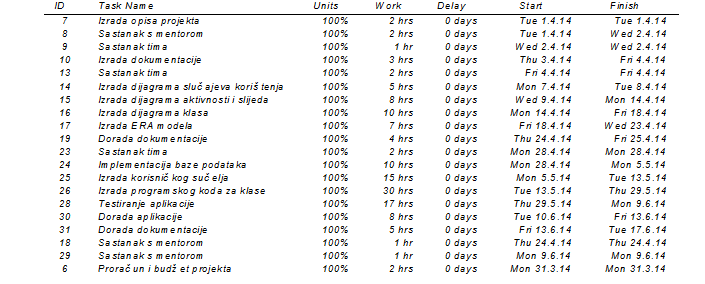 ID Task Name Units Work Delay Start Finish
7 Izrada opisa projekta 100% 2 hrs 0 days Tue 1.4.14 Tue 1.4.14
8 Sastanak s mentorom 100% 2 hrs 0 days Tue 1.4.14 Wed 2.4.14
9 Sastanak tima 100% 1 hr 0 days Wed 2.4.14 Wed 2.4.14
10 Izrada dokumentacije 100% 3 hrs 0 days Thu 3.4.14 Fri 4.4.14
13 Sastanak tima 100% 2 hrs 0 days Fri 4.4.14 Fri 4.4.14
14 Izrada dijagrama slučajeva korištenja 100% 5 hrs 0 days Mon 7.4.14 Tue 8.4.14
15 Izrada dijagrama aktivnosti i slijeda 100% 8 hrs 0 days Wed 9.4.14 Mon 14.4.14
16 Izrada dijagrama klasa 100% 10 hrs 0 days Mon 14.4.14 Fri 18.4.14
17 Izrada ERA modela 100% 7 hrs 0 days Fri 18.4.14 Wed 23.4.14
19 Dorada dokumentacije 100% 4 hrs 0 days Thu 24.4.14 Fri 25.4.14
23 Sastanak tima 100% 2 hrs 0 days Mon 28.4.14 Mon 28.4.14
24 Implementacija baze podataka 100% 10 hrs 0 days Mon 28.4.14 Mon 5.5.14
25 Izrada korisničkog sučelja 100% 15 hrs 0 days Mon 5.5.14 Tue 13.5.14
26 Izrada programskog koda za klase 100% 30 hrs 0 days Tue 13.5.14 Thu 29.5.14
28 Testiranje aplikacije 100% 17 hrs 0 days Thu 29.5.14 Mon 9.6.14
30 Dorada aplikacije 100% 8 hrs 0 days Tue 10.6.14 Fri 13.6.14
31 Dorada dokumentacije 100% 5 hrs 0 days Fri 13.6.14 Tue 17.6.14
18 Sastanak s mentorom 100% 1 hr 0 days Thu 24.4.14 Thu 24.4.14
29 Sastanak s mentorom 100% 1 hr 0 days Mon 9.6.14 Mon 9.6.14
6 Proračun i budžet projekta 100% 2 hrs 0 days Mon 31.3.14 Mon 31.3.14